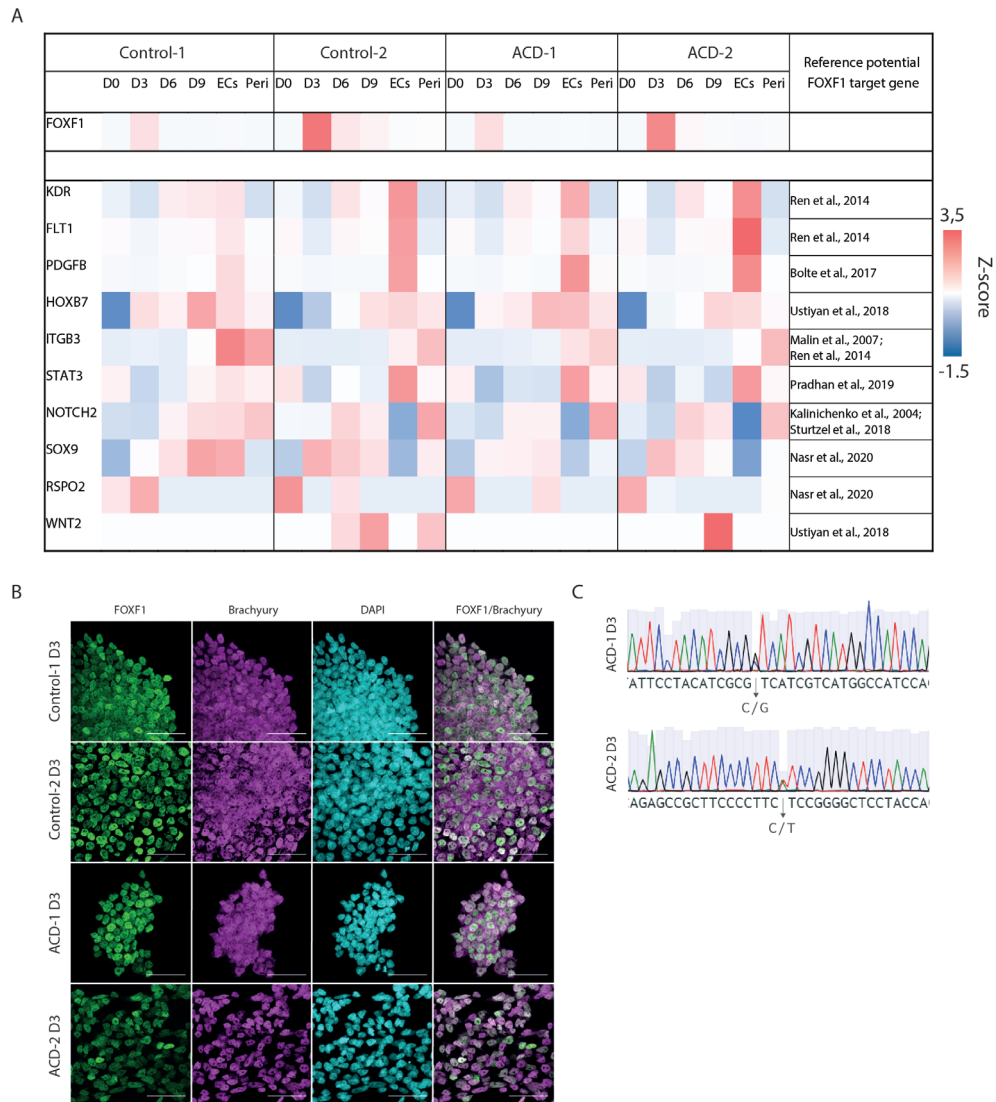 A
Control-1 Control-2 ACD-1 ACD-2 Reference potential
FOXF1 target gene
D0 D3 D6 D9 ECs Peri D0 D3 D6 D9 ECs Peri D0 D3 D6 D9 ECs Peri D0 D3 D6 D9 ECs Peri
FOXF1
KDR Ren et al., 2014
FLT1 Ren et al., 2014
PDGFB Bolte et al., 2017
HOXB7 Ustiyan et al., 2018
ITGB3 Malin et al., 2007;
Ren et al., 2014
STAT3 Pradhan et al., 2019
NOTCH2 Kalinichenko et al., 2004;
Sturtzel et al., 2018
SOX9 Nasr et al., 2020
RSPO2 Nasr et al., 2020
WNT2 Ustiyan et al., 2018
3,5
Z-score
-1.5
B
FOXF1 Brachyury DAPI FOXF1/Brachyury
Control-1 D3
Control-2 D3
ACD-1 D3
ACD-2 D3
C
ACD-1 D3
ATTCCTACATCGCG TCATCGTCATGGCCATCCA
C/G
ACD-2 D3
AGAGCCGCTTCCCCTTC TCCGGGGCTCCTACCA
C/T